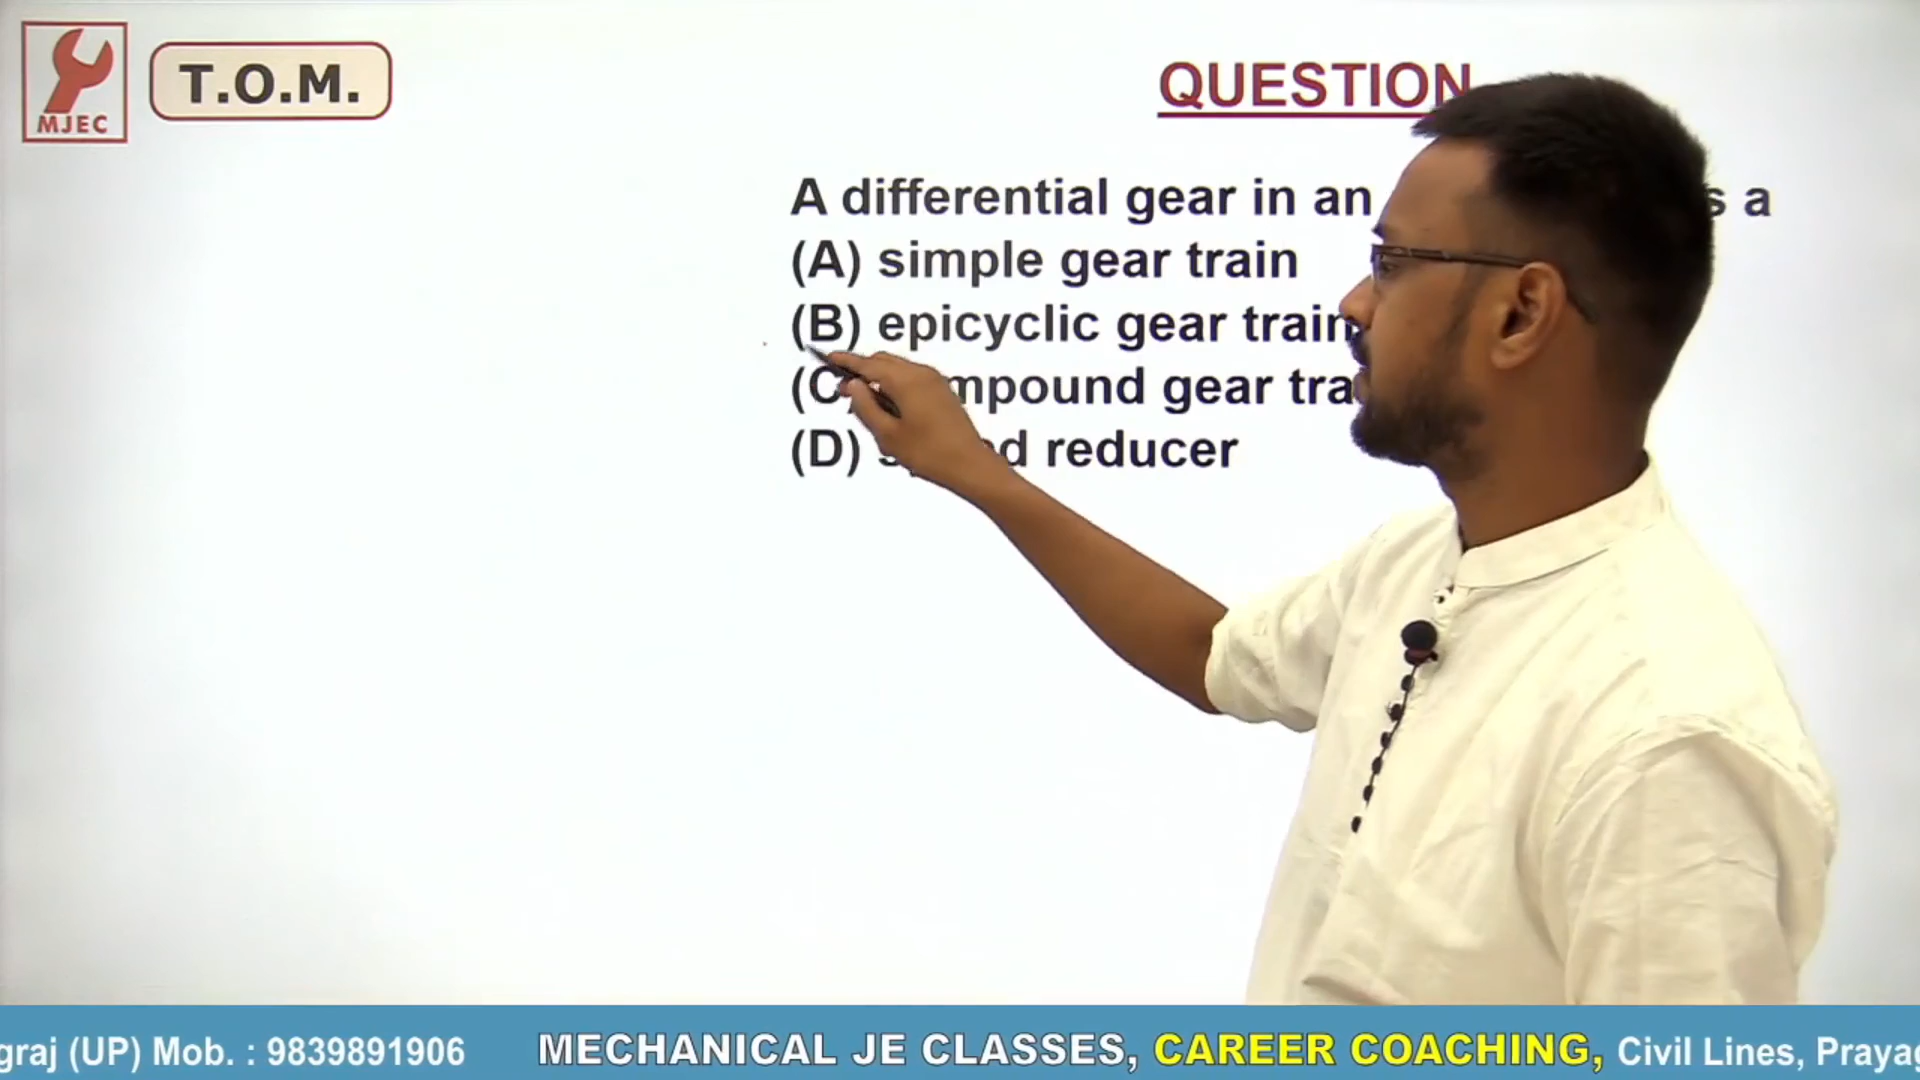 MJEC
T.O.M.
QUESTION
A differential gear in an s a
(A) simple gear train
(B) epicyclic gear train
(C) mpound gear tra
(D) reducer
graj (UP) Mob. : 9839891906 MECHANICAL JE CLASSES, CAREER COACHING, Civil Lines, Prayag